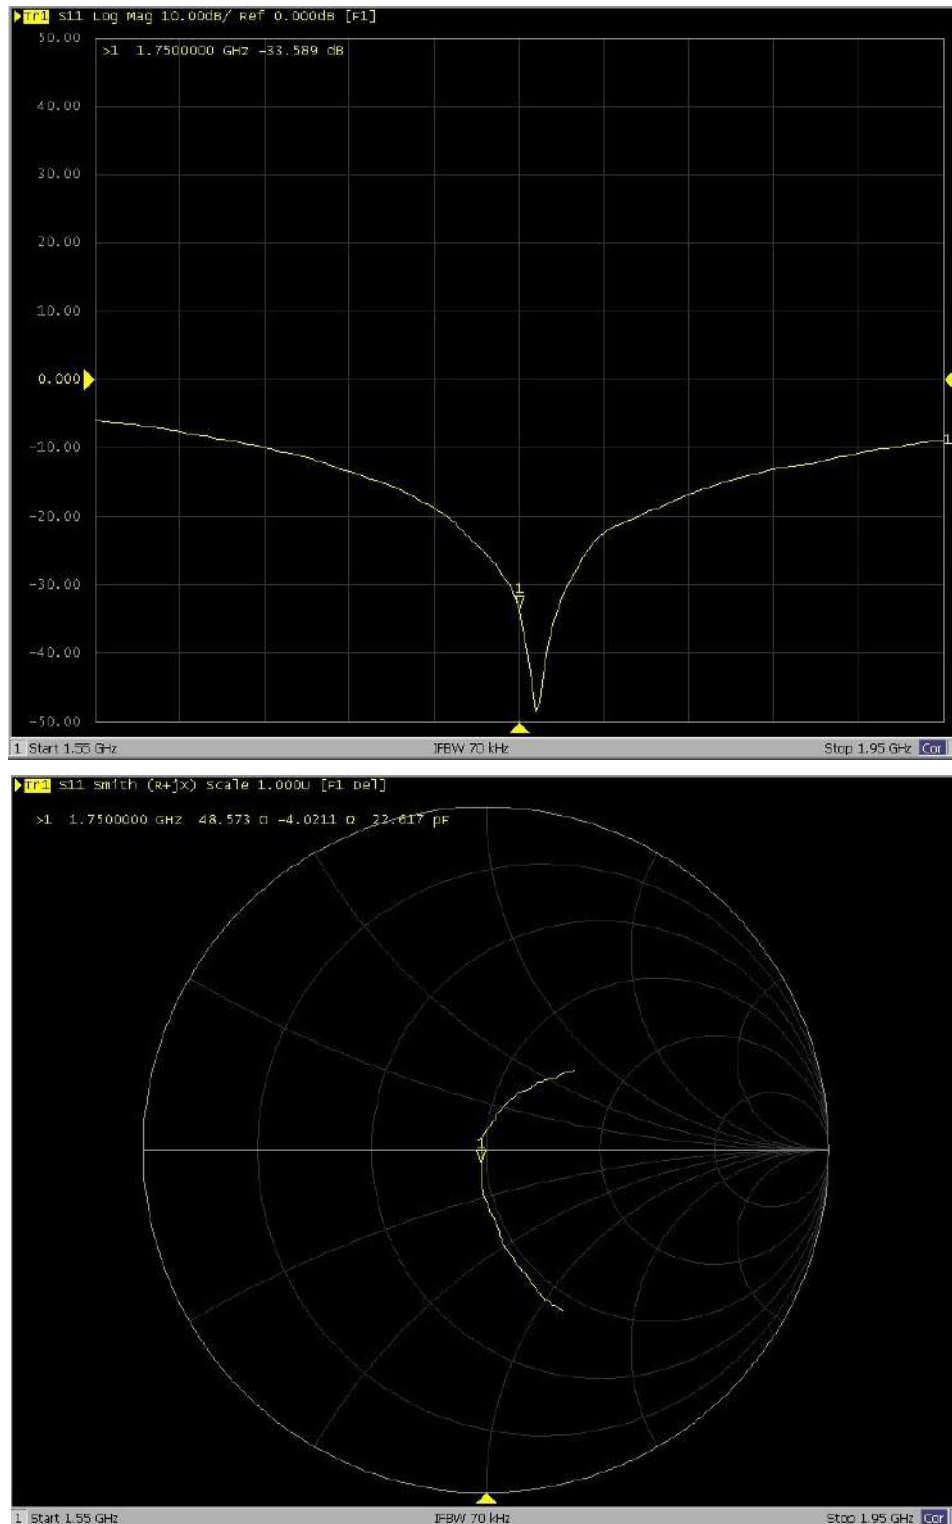 Tr1 S11 Log Mag 10.00dB/ Ref 0.000dB [F1]
50.00
>1 1.7500000 GHz -33.589 dB
40.00
30.00
20.00
10.00
0.000
-10.00
1
-20.00
-30.00
1
-40.00
-50.00
1 Start 1.55 GHz IFBW 70 kHz Stop 1.95 GHz Cor
Tr1 S11 Smith (R+jX) Scale 1.000U [F1 Del]
>1 1.7500000 GHz 48.573 Ω -4.0211 Ω 22.617 pF
1
1 Start 1.55 GHz IFBW 70 kHz Stop 1.95 GHz Cor